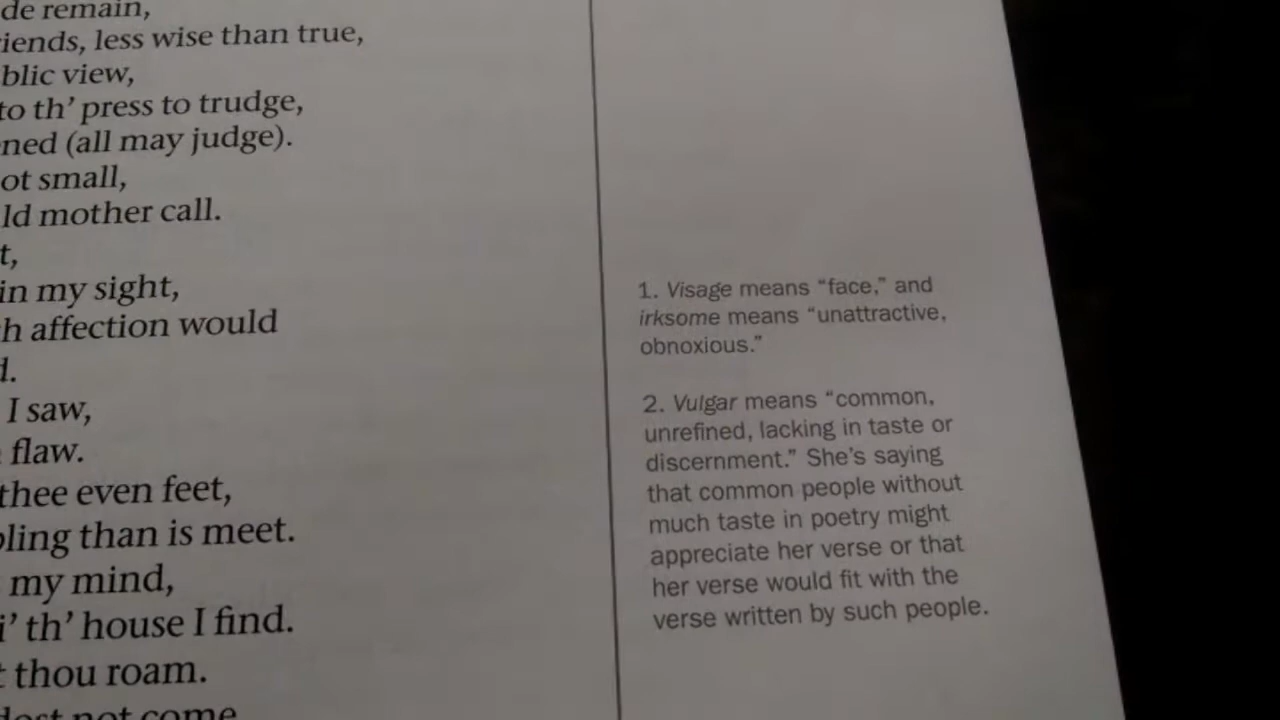 de remain,
iends, less wise than true,
blic view,
to th' press to trudge,
ned (all may judge).
ot small,
ld mother call.
t,
in my sight,
h affection would
d.
I saw,
flaw.
thee even feet,
bling than is meet.
my mind,
i' th' house I find.
t thou roam.
dost not come
1. Visage means “face,” and
irksome means “unattractive,
obnoxious.”
2. Vulgar means “common,
unrefined, lacking in taste or
discernment.” She's saying
that common people without
much taste in poetry might
appreciate her verse or that
her verse would fit with the
verse written by such people.